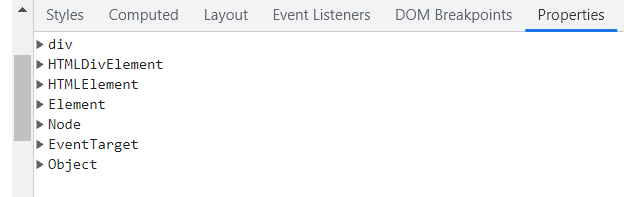 Styles Computed Layout Event Listeners DOM Breakpoints Properties
div
HTMLDivElement
HTMLElement
Element
Node
EventTarget
Object